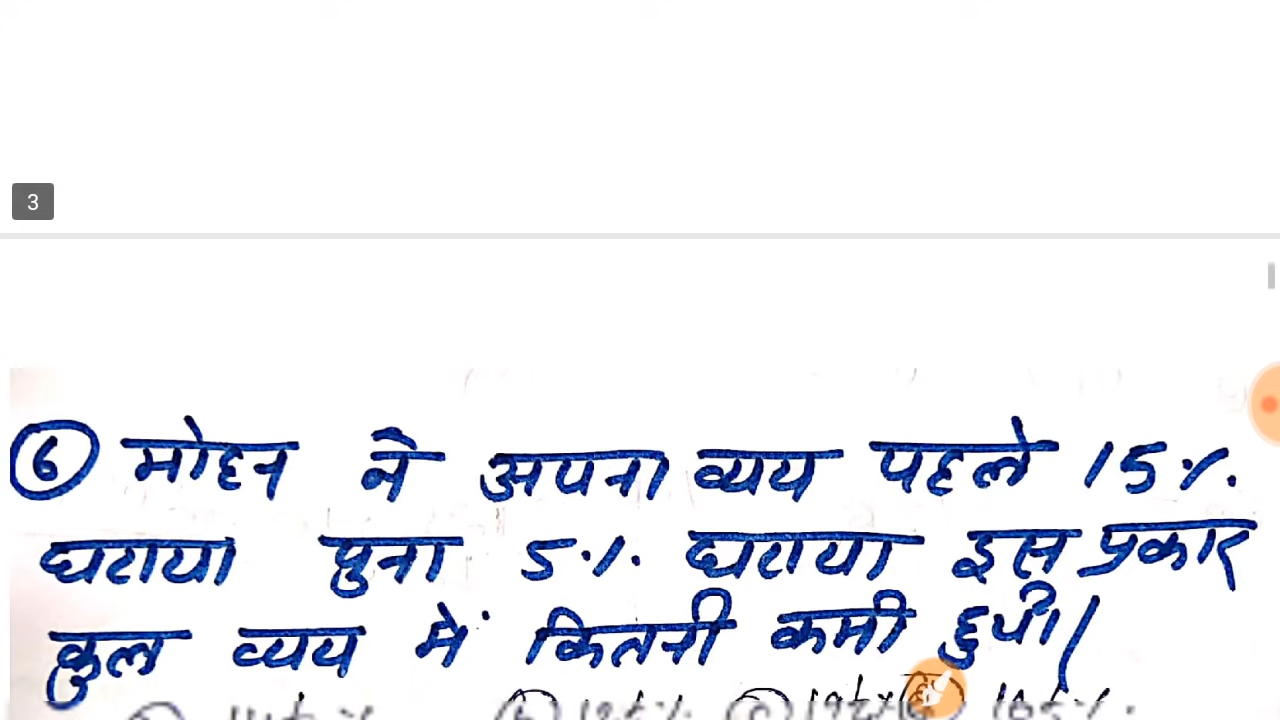 3
⑥ मोहन ने अपना व्यय पहले 15%.
घटाया पुनः 5%. घटाया इस प्रकार
कुल व्यय में कितनी कमी हुयी।